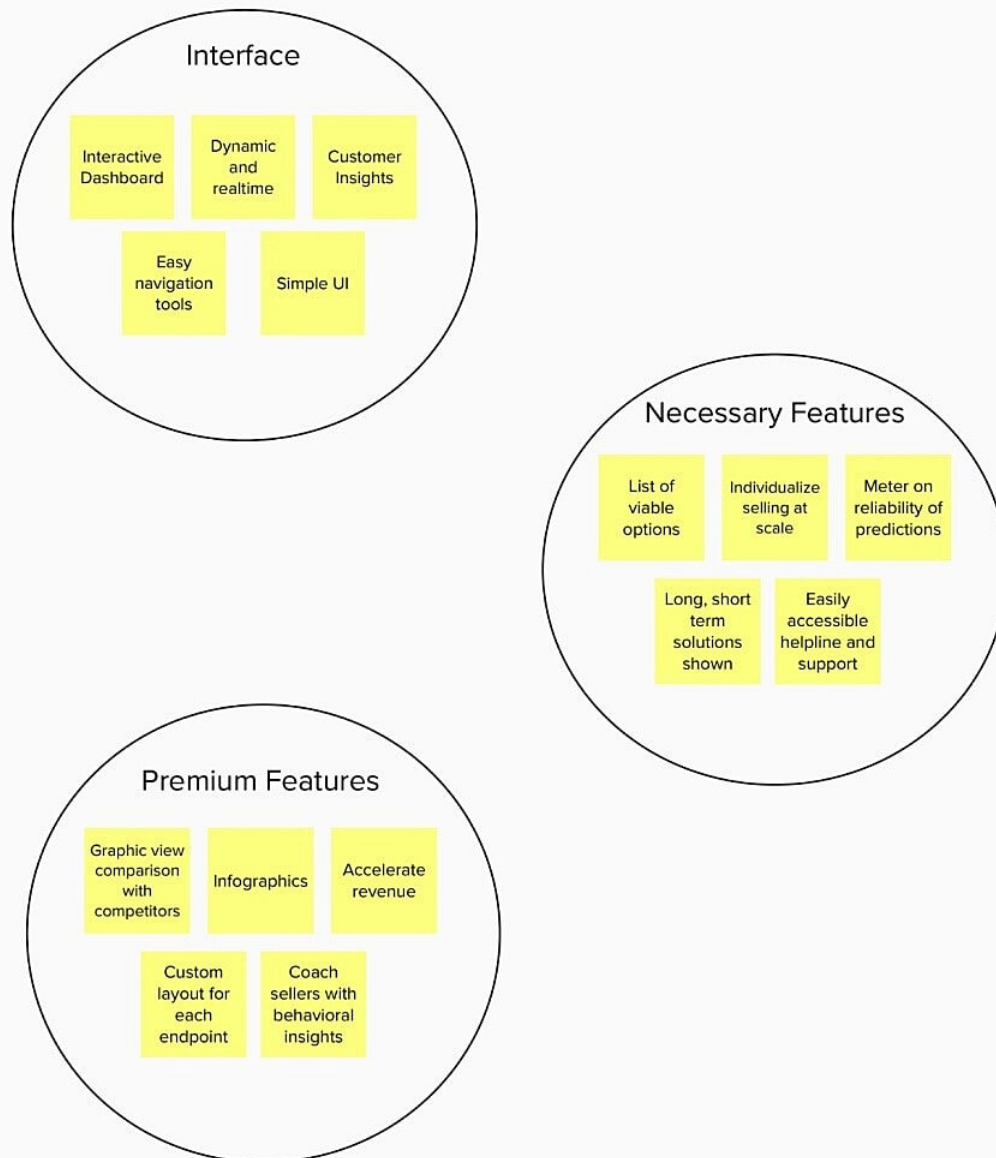 Interface
Interactive
Dashboard
Dynamic
and
realtime
Customer
Insights
Easy
navigation
tools
Simple UI
Necessary Features
List of
viable
options
Individualize
selling at
scale
Meter on
reliability of
predictions
Long, short
term
solutions
shown
Easily
accessible
helpline and
support
Premium Features
Graphic view
comparison
with
competitors
Infographics
Accelerate
revenue
Custom
layout for
each
endpoint
Coach
sellers with
behavioral
insights